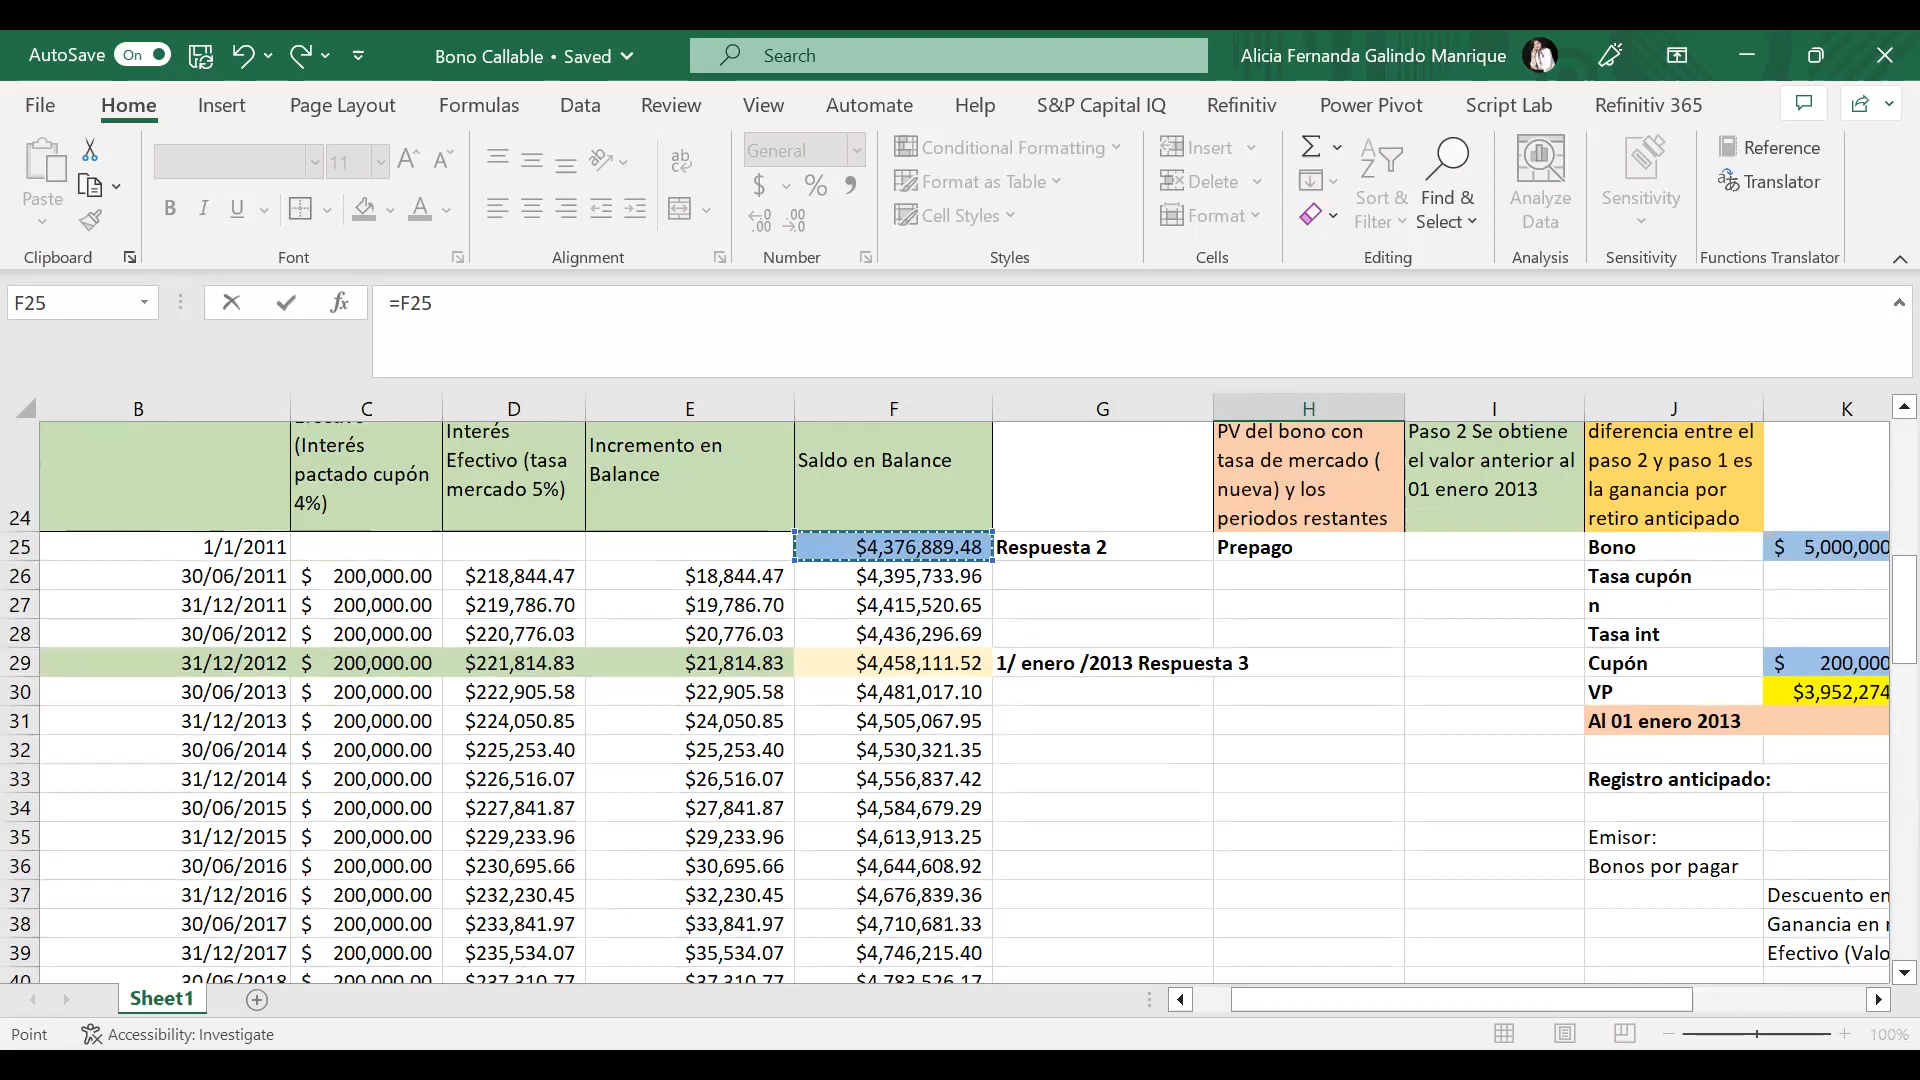 AutoSave On Bono Callable • Saved Search Alicia Fernanda Galindo Manrique
File Home Insert Page Layout Formulas Data Review View Automate Help S&P Capital IQ Refinitiv Power Pivot Script Lab Refinitiv 365
General Conditional Formatting Insert Reference
11
Paste Format as Table Delete Sort & Find & Analyze Sensitivity Translator
Cell Styles Format Filter Select Data
Clipboard Font Alignment Number Styles Cells Editing Analysis Sensitivity Functions Translator
F25 =F25
B C D E F G H I J K
24 (Interés pactado cupón 4%) Interés Efectivo (tasa mercado 5%) Incremento en Balance Saldo en Balance PV del bono con tasa de mercado ( nueva) y los periodos restantes Paso 2 Se obtiene el valor anterior al 01 enero 2013 diferencia entre el paso 2 y paso 1 es la ganancia por retiro anticipado
25 1/1/2011 $4,376,889.48 Respuesta 2 Prepago Bono $ 5,000,000
26 30/06/2011 $ 200,000.00 $218,844.47 $18,844.47 $4,395,733.96 Tasa cupón
27 31/12/2011 $ 200,000.00 $219,786.70 $19,786.70 $4,415,520.65 n
28 30/06/2012 $ 200,000.00 $220,776.03 $20,776.03 $4,436,296.69 Tasa int
29 31/12/2012 $ 200,000.00 $221,814.83 $21,814.83 $4,458,111.52 1/ enero /2013 Respuesta 3 Cupón $ 200,000
30 30/06/2013 $ 200,000.00 $222,905.58 $22,905.58 $4,481,017.10 VP $3,952,274
31 31/12/2013 $ 200,000.00 $224,050.85 $24,050.85 $4,505,067.95 Al 01 enero 2013
32 30/06/2014 $ 200,000.00 $225,253.40 $25,253.40 $4,530,321.35
33 31/12/2014 $ 200,000.00 $226,516.07 $26,516.07 $4,556,837.42 Registro anticipado:
34 30/06/2015 $ 200,000.00 $227,841.87 $27,841.87 $4,584,679.29
35 31/12/2015 $ 200,000.00 $229,233.96 $29,233.96 $4,613,913.25 Emisor:
36 30/06/2016 $ 200,000.00 $230,695.66 $30,695.66 $4,644,608.92 Bonos por pagar
37 31/12/2016 $ 200,000.00 $232,230.45 $32,230.45 $4,676,839.36 Descuento en
38 30/06/2017 $ 200,000.00 $233,841.97 $33,841.97 $4,710,681.33 Ganancia en
39 31/12/2017 $ 200,000.00 $235,534.07 $35,534.07 $4,746,215.40 Efectivo (Valo
40 30/06/2018 $ 200,000.00 $237,310.77 $37,310.77 $4,783,526.17
Sheet1
Point Accessibility: Investigate 100%